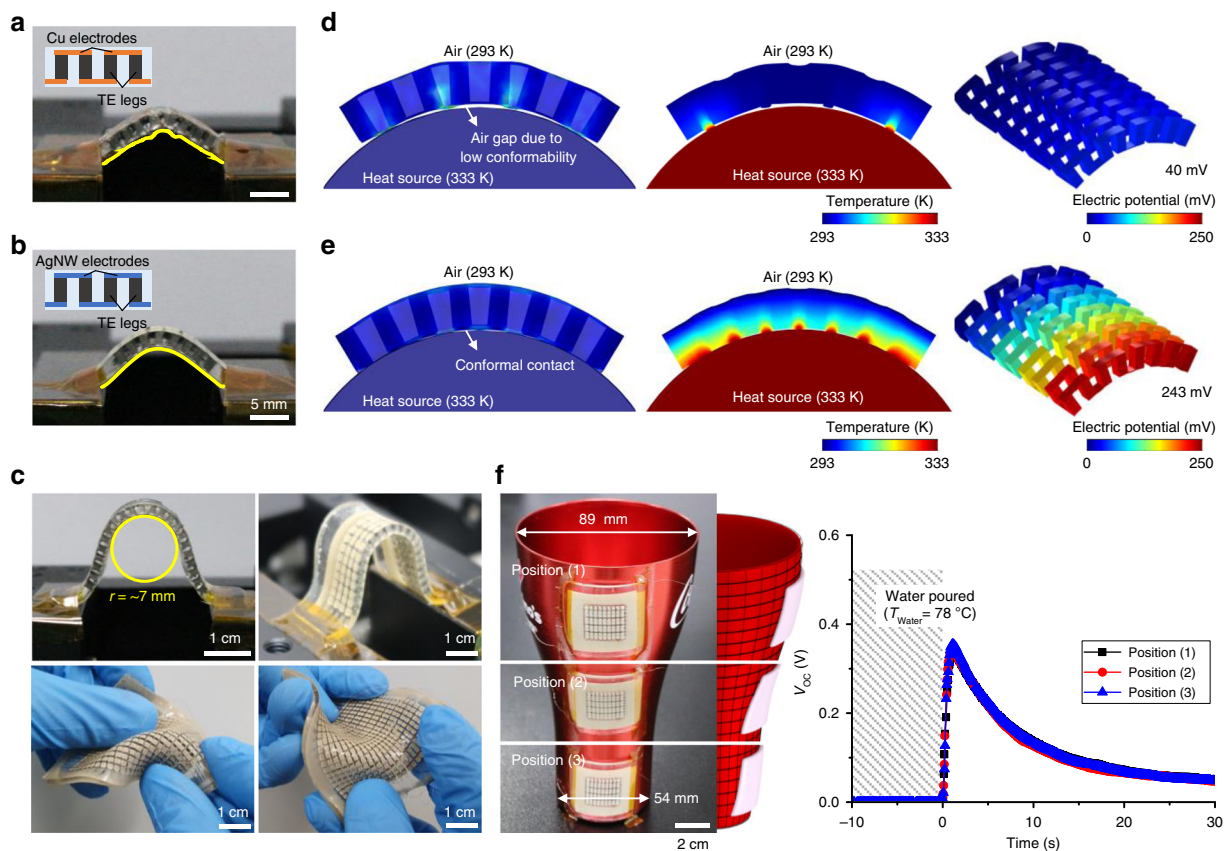 a
Cu electrodes
TE legs
b
AgNW electrodes
TE legs
5 mm
c
r = ~7 mm
1 cm
1 cm
1 cm
1 cm
d
Air (293 K)
Air gap due to
low conformability
Heat source (333 K)
Air (293 K)
Heat source (333 K)
Temperature (K)
293
333
40 mV
Electric potential (mV)
0
250
e
Air (293 K)
Conformal contact
Heat source (333 K)
Air (293 K)
Heat source (333 K)
Temperature (K)
293
333
243 mV
Electric potential (mV)
0
250
f
89 mm
Position (1)
Position (2)
Position (3)
54 mm
2 cm
0.6
0.4
0.2
0.0
VOC (V)
Water poured
(TWater = 78 °C)
Position (1)
Position (2)
Position (3)
–10
0
10
20
30
Time (s)